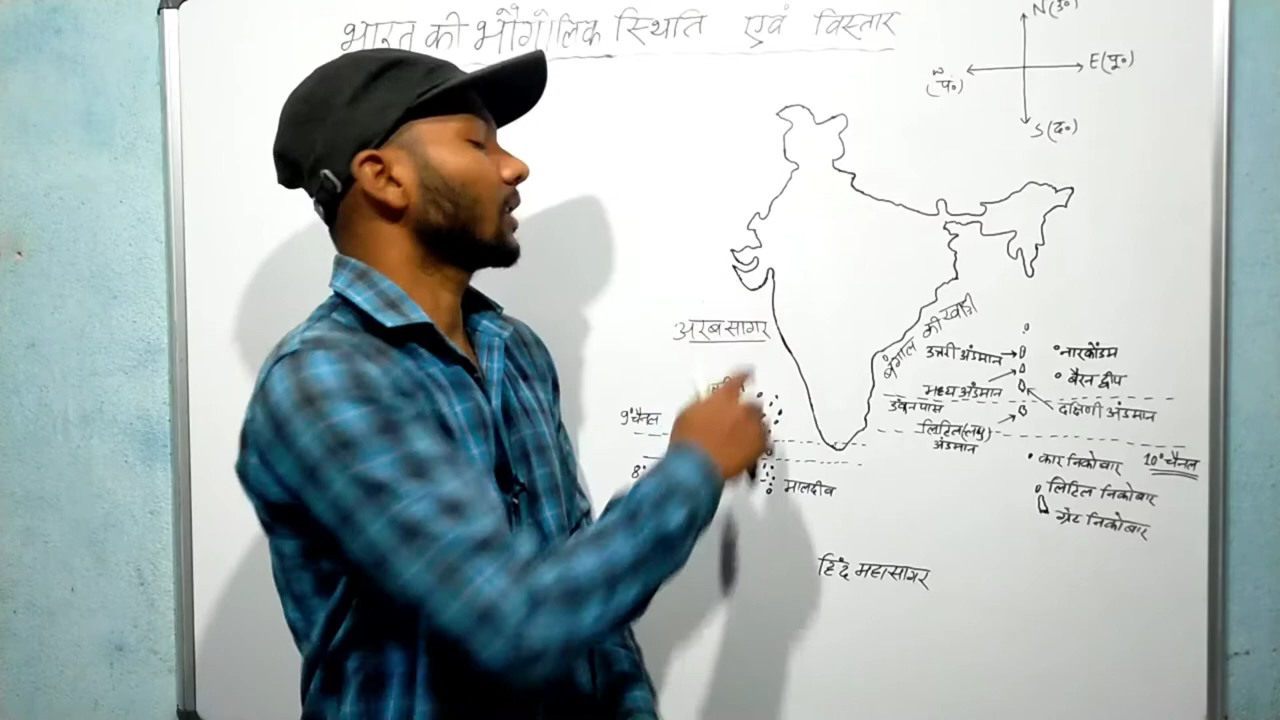 भारत की भौगोलिक स्थिति एवं विस्तार
N(उ०)
E(पू०)
W
(प०)
S(द०)
अरब सागर
बंगाल की खाड़ी
उत्तरी अंडमान
नारकोंडम
मध्य अंडमान
बैरन द्वीप
डंकन पास
दक्षिणी अंडमान
9° चैनल
लिटिल (लघु)
अंडमान
कार निकोबार
10° चैनल
8°
मालदीव
लिटिल निकोबार
ग्रेट निकोबार
हिंद महासागर